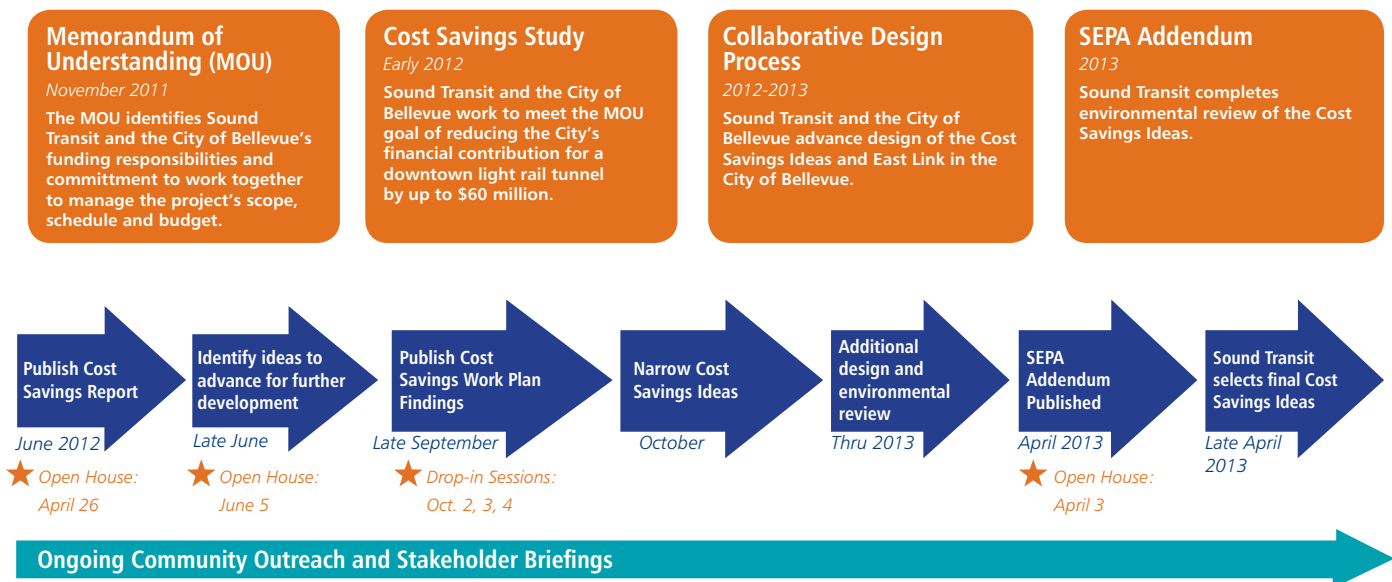 Memorandum of
Understanding (MOU)
November 2011
The MOU identifies Sound
Transit and the City of Bellevue's
funding responsibilities and
committment to work together
to manage the project's scope,
schedule and budget.
Cost Savings Study
Early 2012
Sound Transit and the City of
Bellevue work to meet the MOU
goal of reducing the City's
financial contribution for a
downtown light rail tunnel
by up to $60 million.
Collaborative Design
Process
2012-2013
Sound Transit and the City of
Bellevue advance design of the Cost
Savings Ideas and East Link in the
City of Bellevue.
SEPA Addendum
2013
Sound Transit completes
environmental review of the Cost
Savings Ideas.
Publish Cost
Savings Report
June 2012
Open House:
April 26
Identify ideas to
advance for further
development
Late June
Open House:
June 5
Publish Cost
Savings Work Plan
Findings
Late September
Drop-in Sessions:
Oct. 2, 3, 4
Narrow Cost
Savings Ideas
October
Additional
design and
environmental
review
Thru 2013
SEPA
Addendum
Published
April 2013
Open House:
April 3
Sound Transit
selects final Cost
Savings Ideas
Late April
2013
Ongoing Community Outreach and Stakeholder Briefings